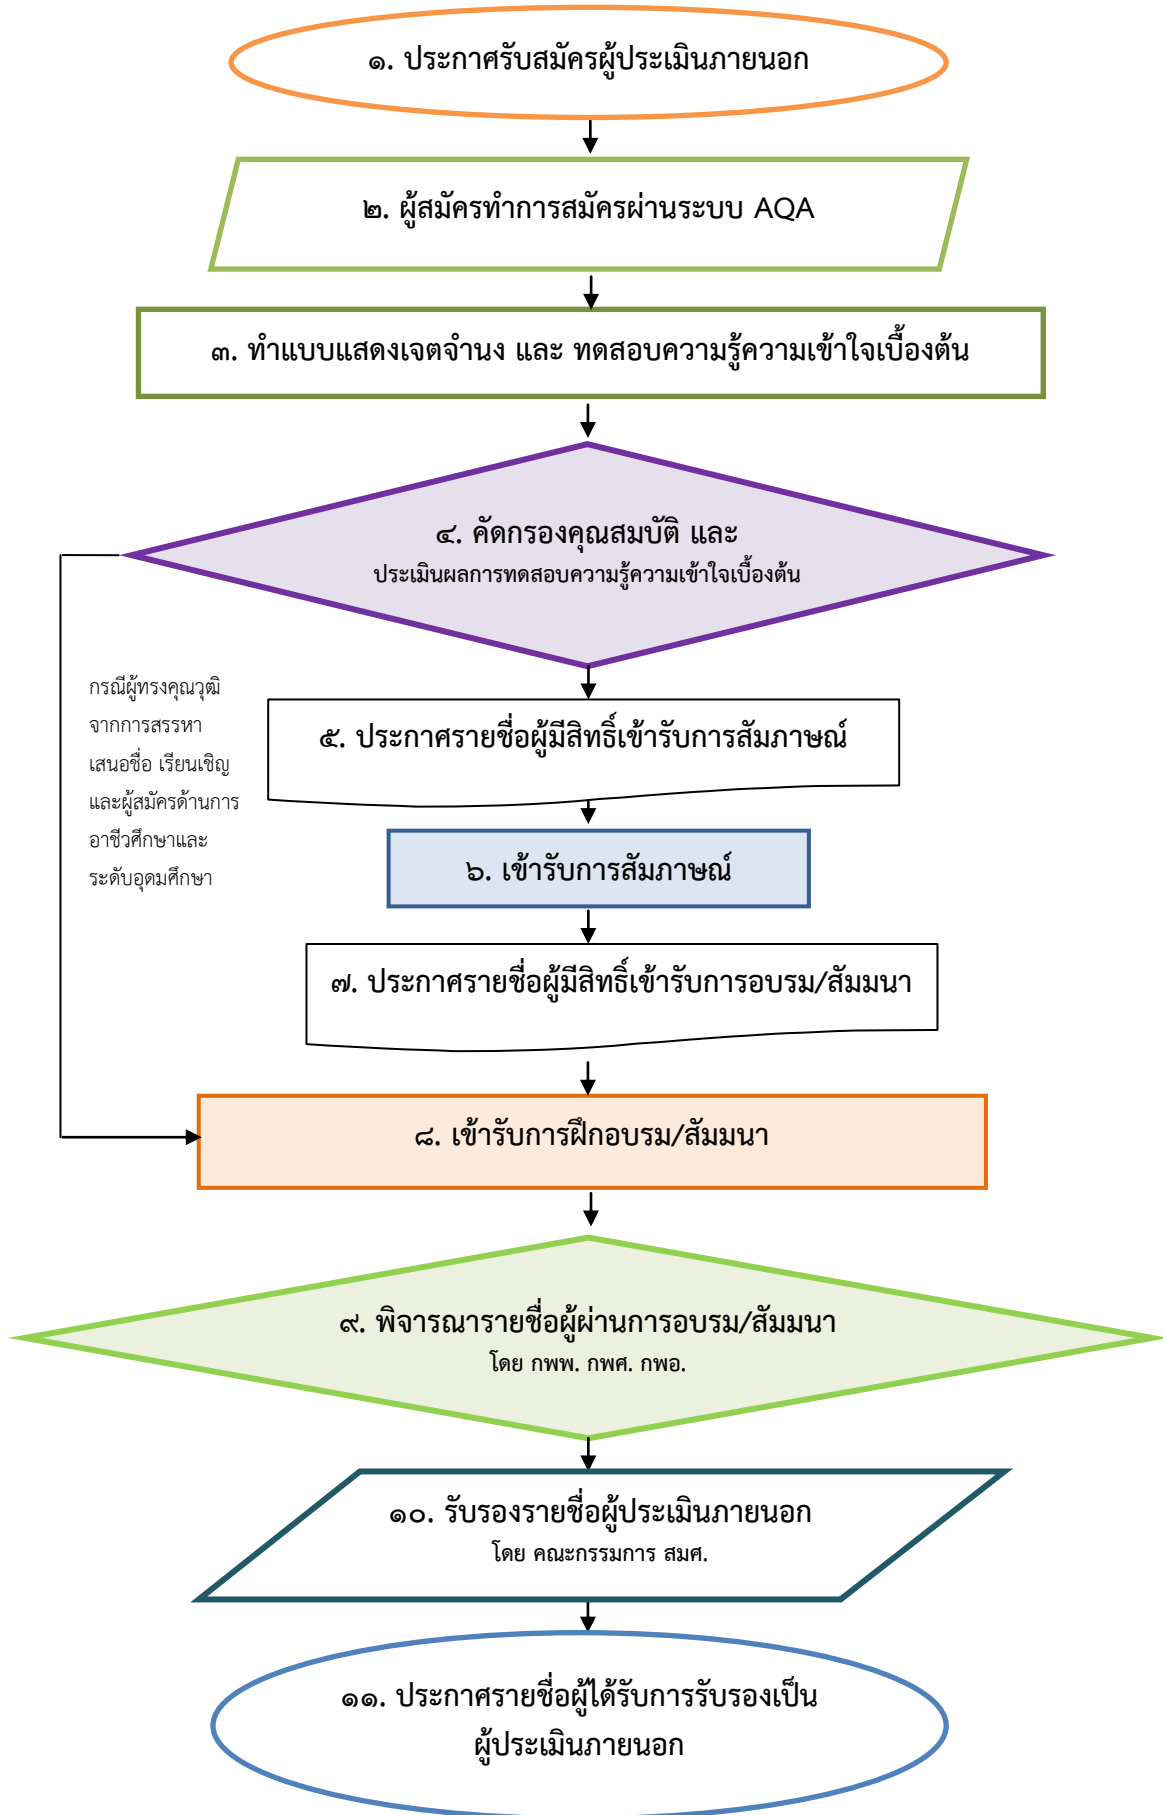 ๑. ประกาศรับสมัครผู้ประเมินภายนอก
๒. ผู้สมัครทำการสมัครผ่านระบบ AQA
๓. ทำแบบแสดงเจตจำนง และ ทดสอบความรู้ความเข้าใจเบื้องต้น
๔. คัดกรองคุณสมบัติ และ
ประเมินผลการทดสอบความรู้ความเข้าใจเบื้องต้น
กรณีผู้ทรงคุณวุฒิ
จากการสรรหา
เสนอชื่อ เรียนเชิญ
และผู้สมัครด้านการ
อาชีวศึกษาและ
ระดับอุดมศึกษา
๕. ประกาศรายชื่อผู้มีสิทธิ์เข้ารับการสัมภาษณ์
๖. เข้ารับการสัมภาษณ์
๗. ประกาศรายชื่อผู้มีสิทธิ์เข้ารับการอบรม/สัมมนา
๘. เข้ารับการฝึกอบรม/สัมมนา
๙. พิจารณารายชื่อผู้ผ่านการอบรม/สัมมนา
โดย กพพ. กพศ. กพอ.
๑๐. รับรองรายชื่อผู้ประเมินภายนอก
โดย คณะกรรมการ สมศ.
๑๑. ประกาศรายชื่อผู้ได้รับการรับรองเป็น
ผู้ประเมินภายนอก